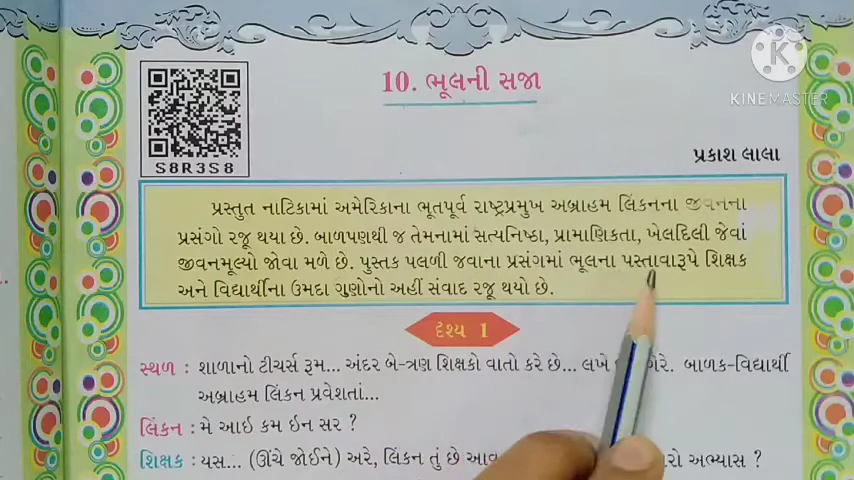 K
KINEMASTER
10. ભૂલની સજા
S8R3S8
પ્રકાશ લાલા
પ્રસ્તુત નાટિકામાં અમેરિકાના ભૂતપૂર્વ રાષ્ટ્રપ્રમુખ અબ્રાહમ લિંકનના જીવનના
પ્રસંગો રજૂ થયા છે. બાળપણથી જ તેમનામાં સત્યનિષ્ઠા, પ્રામાણિકતા, ખેલદિલી જેવાં
જીવનમૂલ્યો જોવા મળે છે. પુસ્તક પલળી જવાના પ્રસંગમાં ભૂલના પસ્તાવારૂપે શિક્ષક
અને વિદ્યાર્થીના ઉમદા ગુણોનો અહીં સંવાદ રજૂ થયો છે.
દૃશ્ય 1
સ્થળ : શાળાનો ટીચર્સ રૂમ... અંદર બે-ત્રણ શિક્ષકો વાતો કરે છે... લખે બાળક-વિદ્યાર્થી
અબ્રાહમ લિંકન પ્રવેશતાં...
લિંકન : મે આઇ કમ ઇન સર ?
શિક્ષક : યસ... (ઊંચે જોઈને) અરે, લિંકન તું છે અભ્યાસ ?